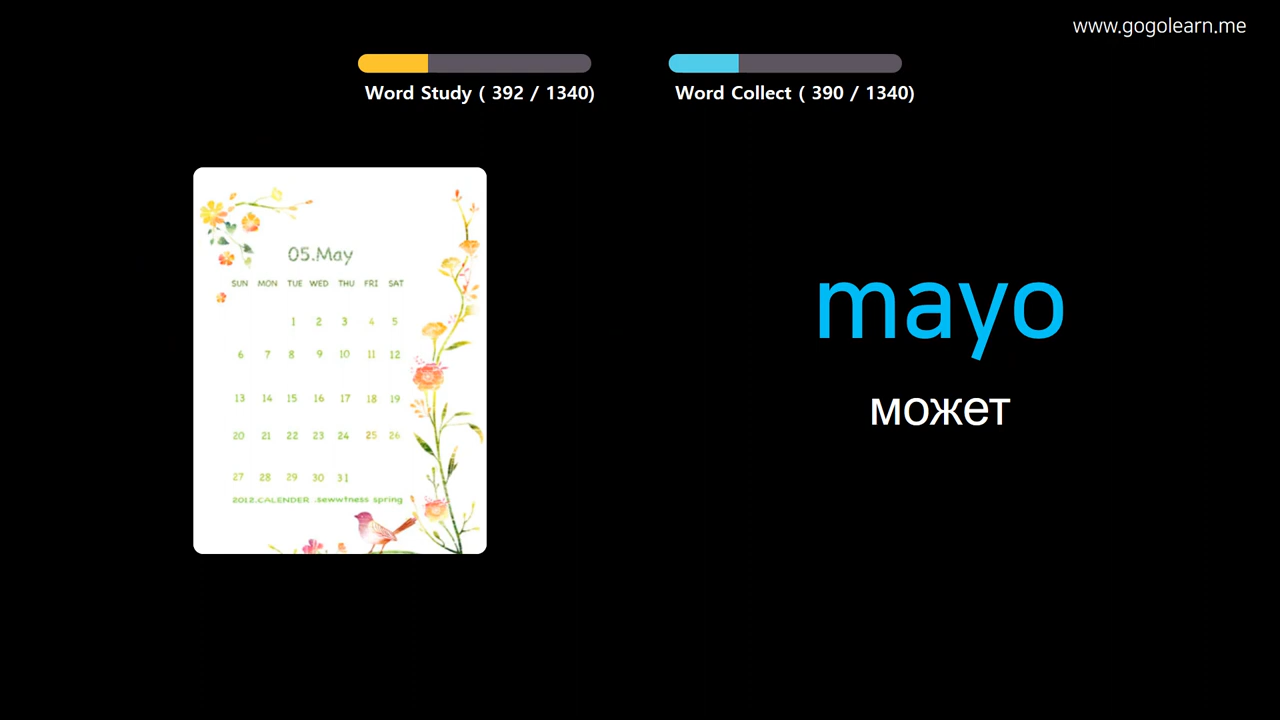 www.gogolearn.me
Word Study ( 392 / 1340)
Word Collect ( 390 / 1340)
05.May
SUN MON TUE WED THU FRI SAT
1 2 3 4 5
6 7 8 9 10 11 12
13 14 15 16 17 18 19
20 21 22 23 24 25 26
27 28 29 30 31
2012.CALENDER .sewwtness spring
mayo
может